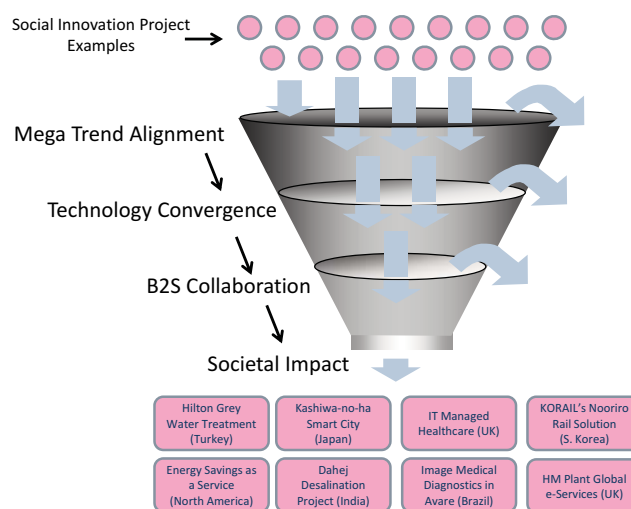 Social Innovation Project
Examples
Mega Trend Alignment
Technology Convergence
B2S Collaboration
Societal Impact
Hilton Grey
Water Treatment
(Turkey)
Kashiwa-no-ha
Smart City
(Japan)
IT Managed
Healthcare (UK)
KORAIL's Nooriro
Rail Solution
(S. Korea)
Energy Savings as
a Service
(North America)
Dahej
Desalination
Project (India)
Image Medical
Diagnostics in
Avare (Brazil)
HM Plant Global
e-Services (UK)